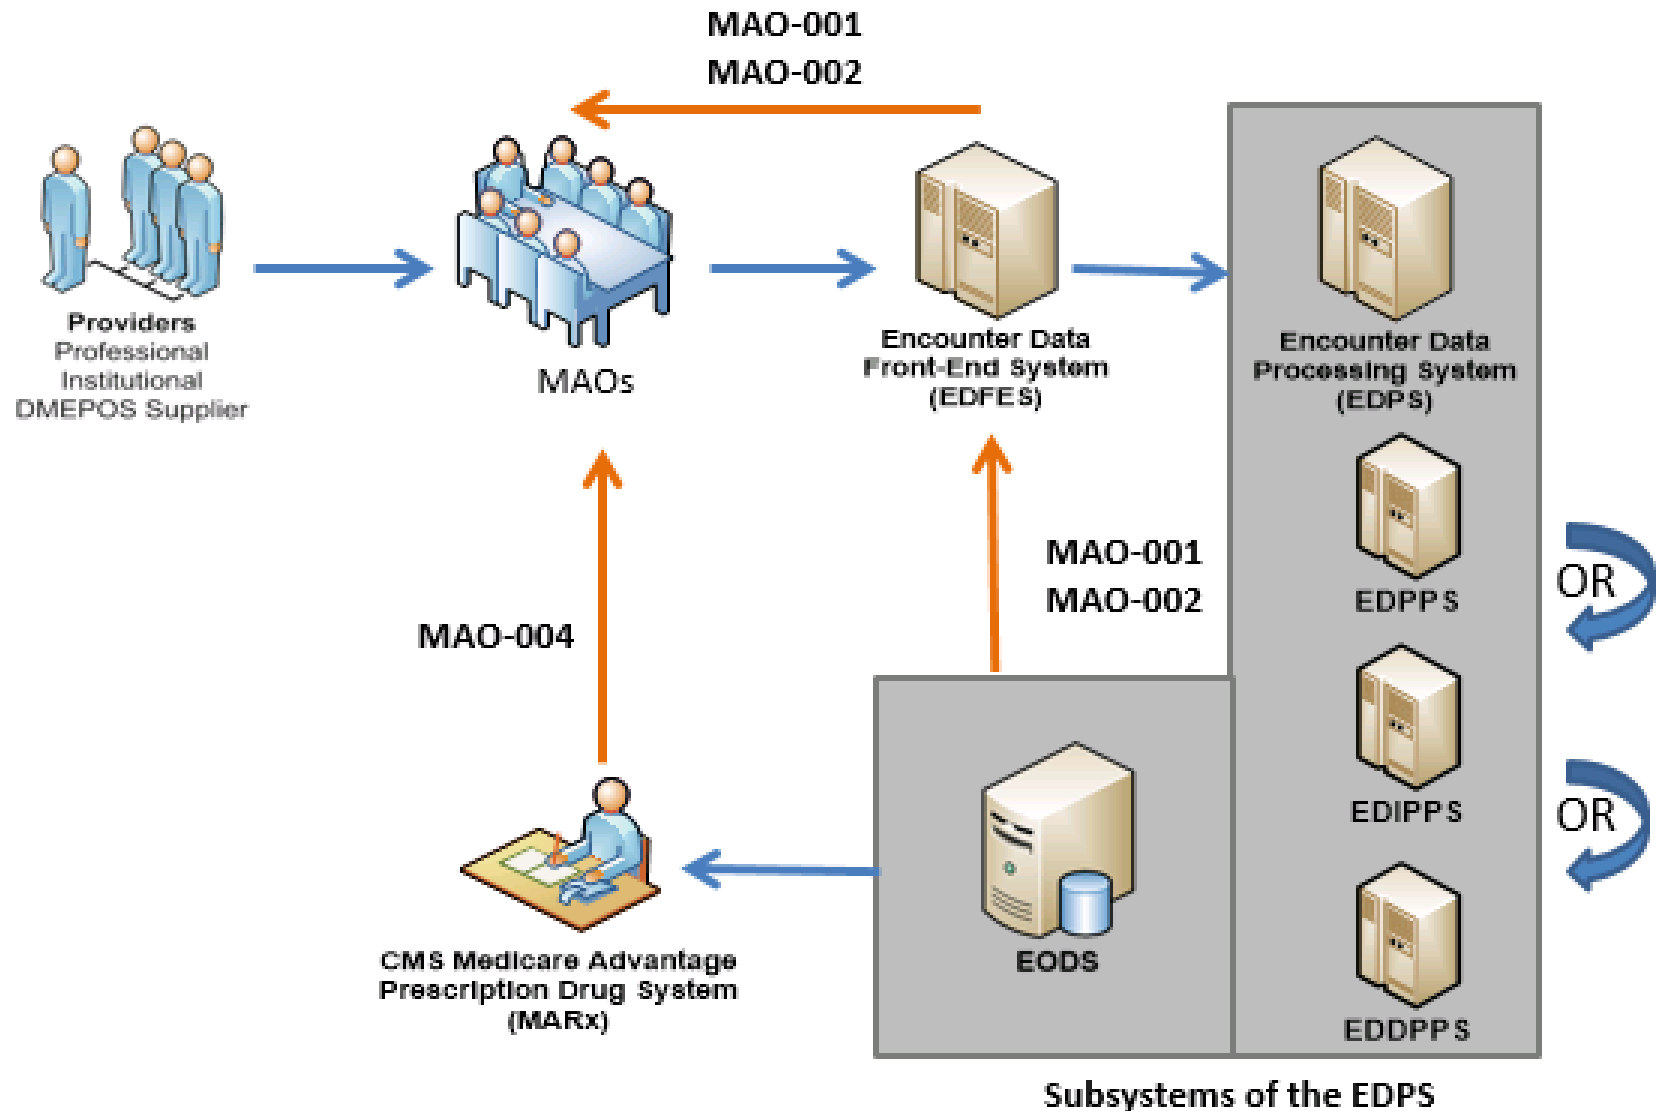 MAO-001
MAO-002
Providers
Professional
Institutional
DMEPOS Supplier
MAOs
Encounter Data
Front-End System
(EDFES)
Encounter Data
Processing System
(EDPS)
EDPPS
OR
MAO-001
MAO-002
MAO-004
EDIPPS
OR
CMS Medicare Advantage
Prescription Drug System
(MARx)
EODS
EDDPPS
Subsystems of the EDPS